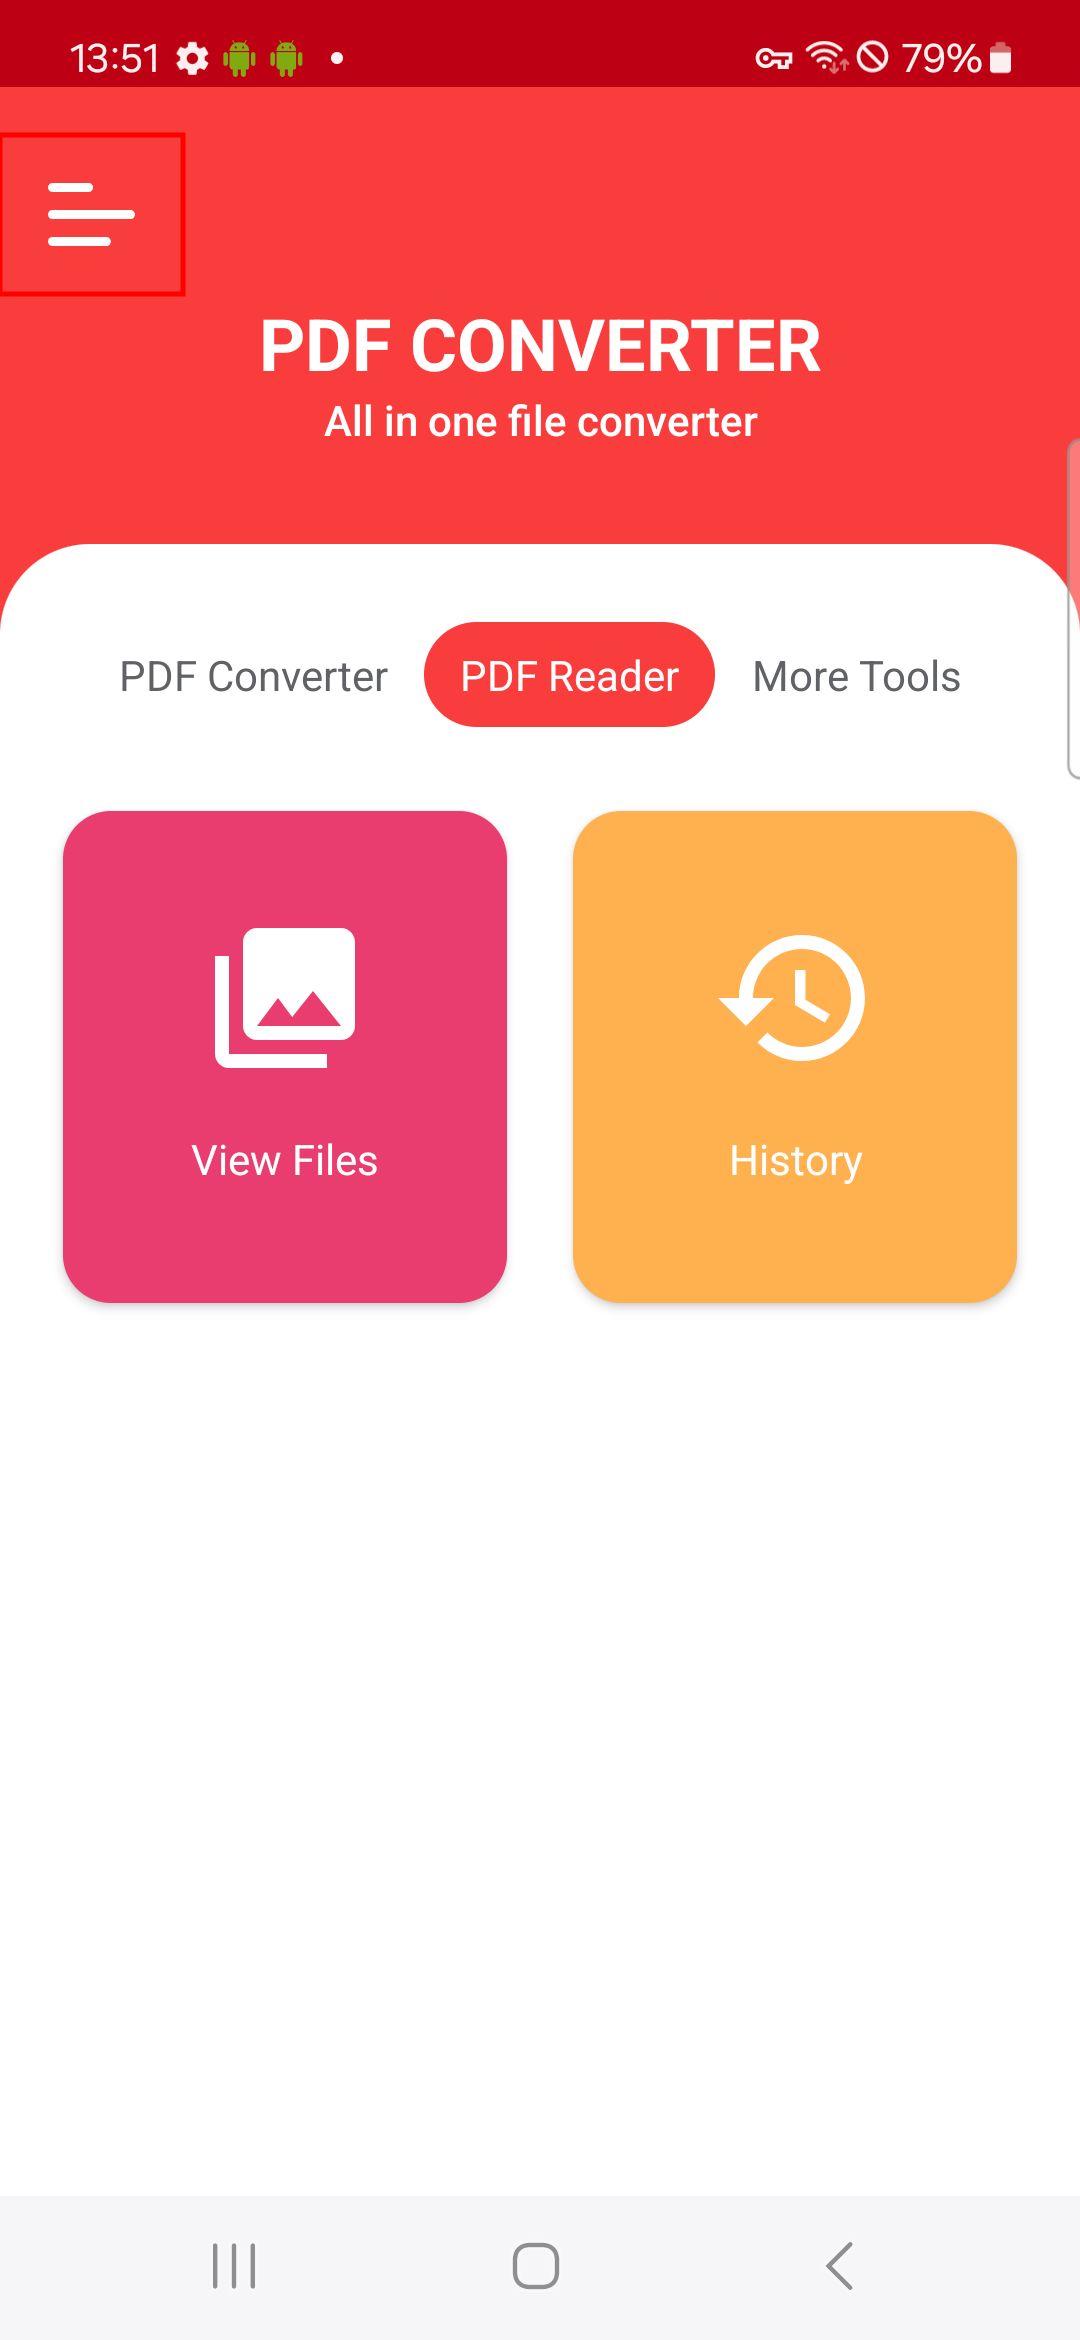 13:51 79%
PDF CONVERTER
All in one file converter
PDF Converter PDF Reader More Tools
View Files History